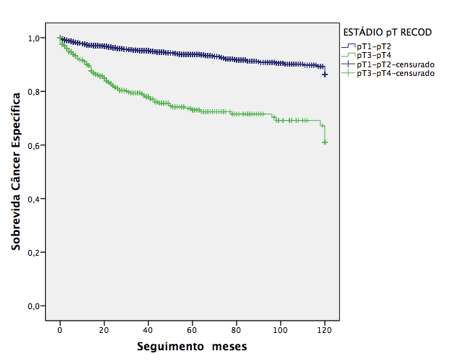 ESTÁDIO pT RECOD
pT1-pT2
pT3-pT4
pT1-pT2-censurado
pT3-pT4-censurado
Sobrevida Câncer Específica
1,0
0,8
0,6
0,4
0,2
0,0
0 20 40 60 80 100 120
Seguimento meses